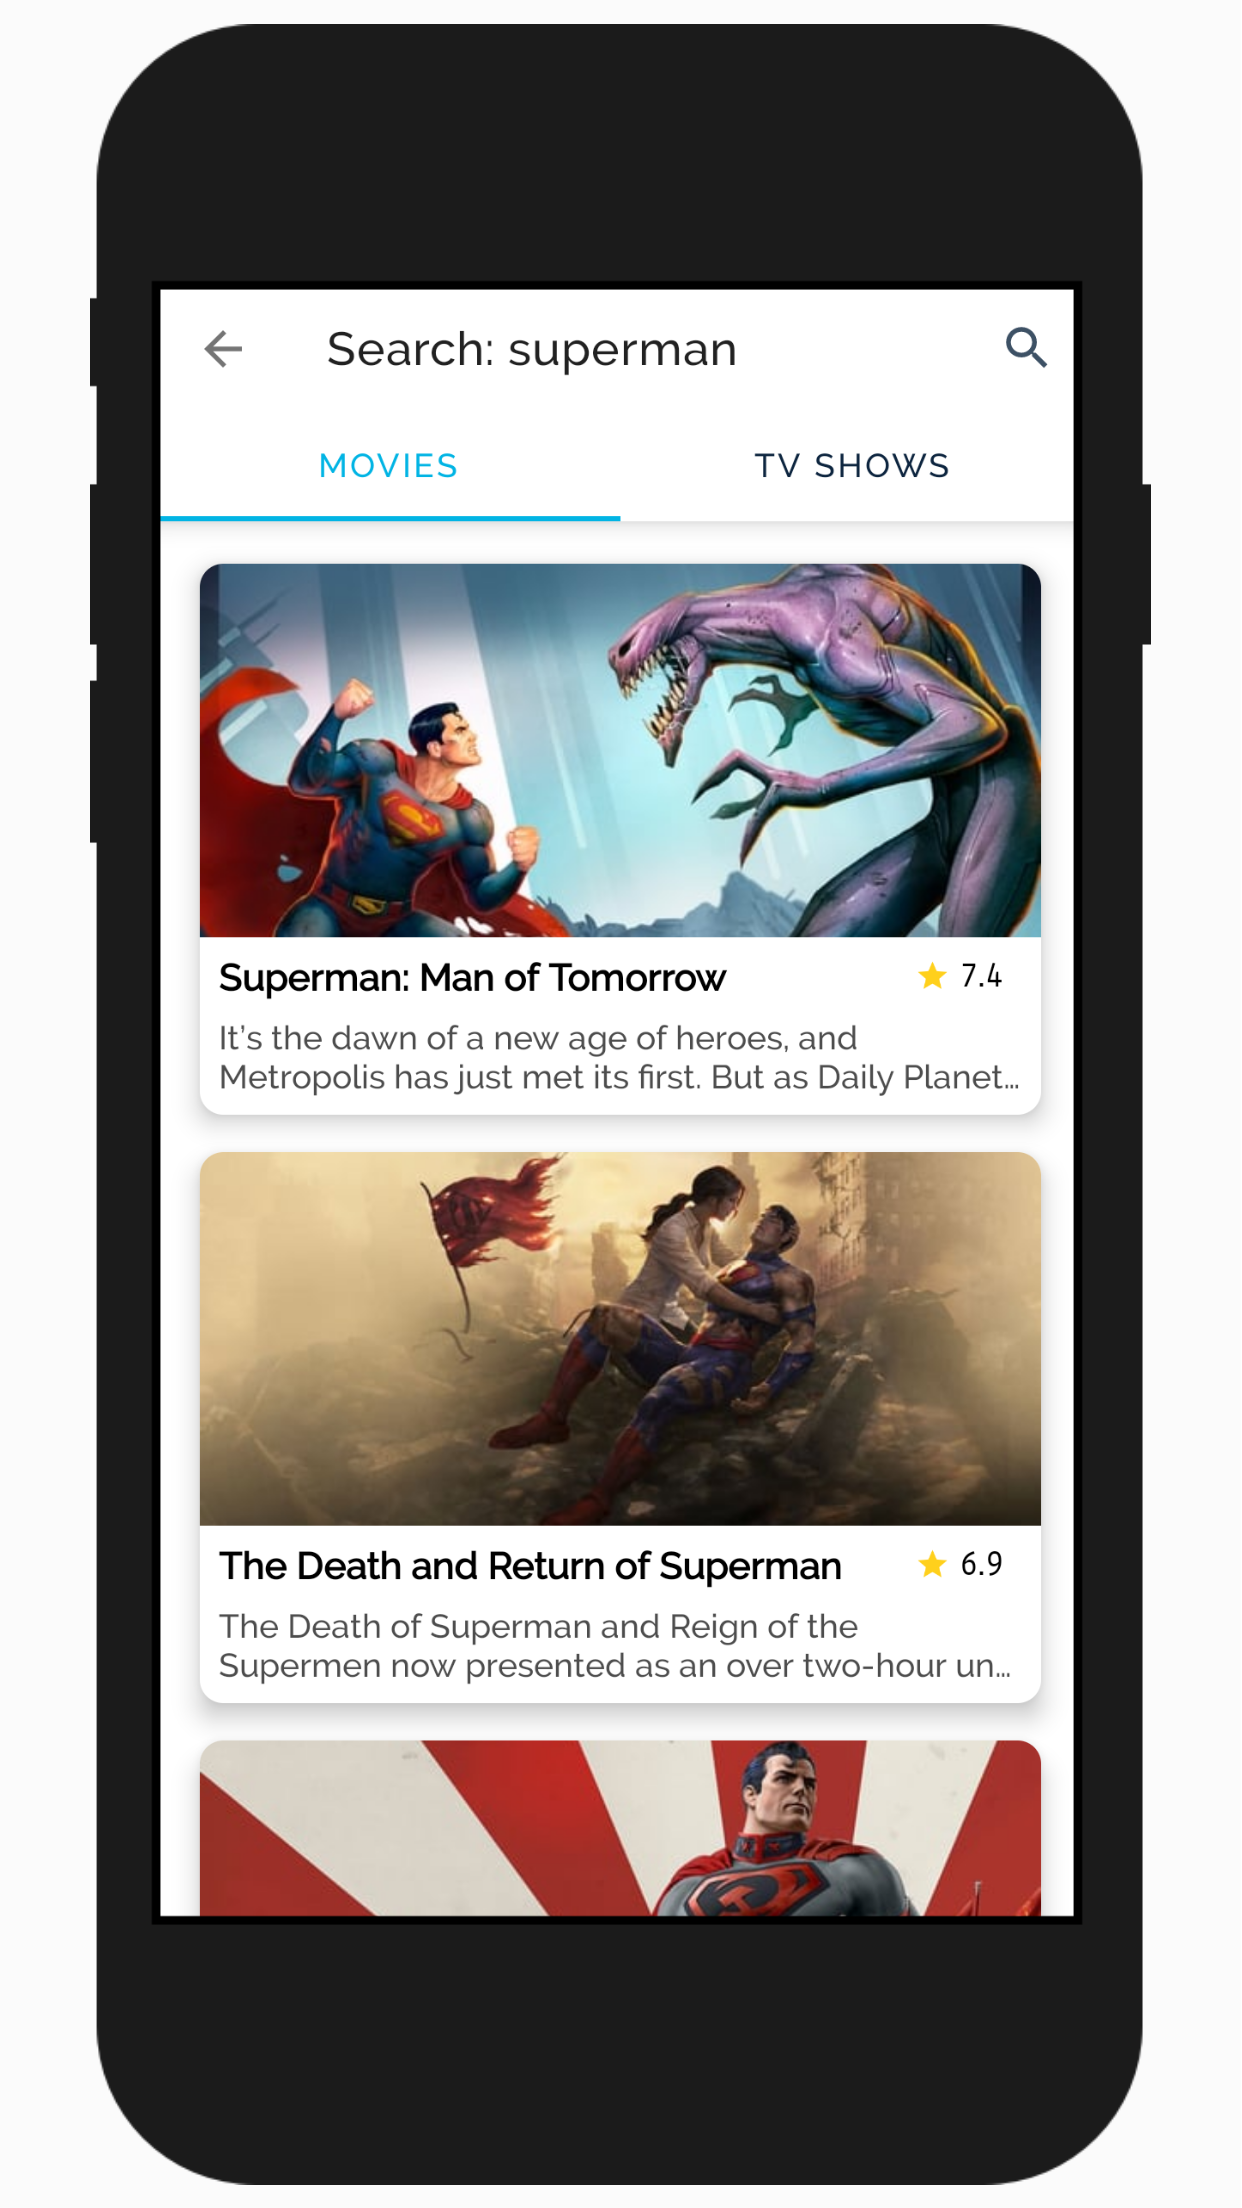 Search: superman
MOVIES
TV SHOWS
Superman: Man of Tomorrow
7.4
It’s the dawn of a new age of heroes, and
Metropolis has just met its first. But as Daily Planet...
The Death and Return of Superman
6.9
The Death of Superman and Reign of the
Supermen now presented as an over two-hour un...